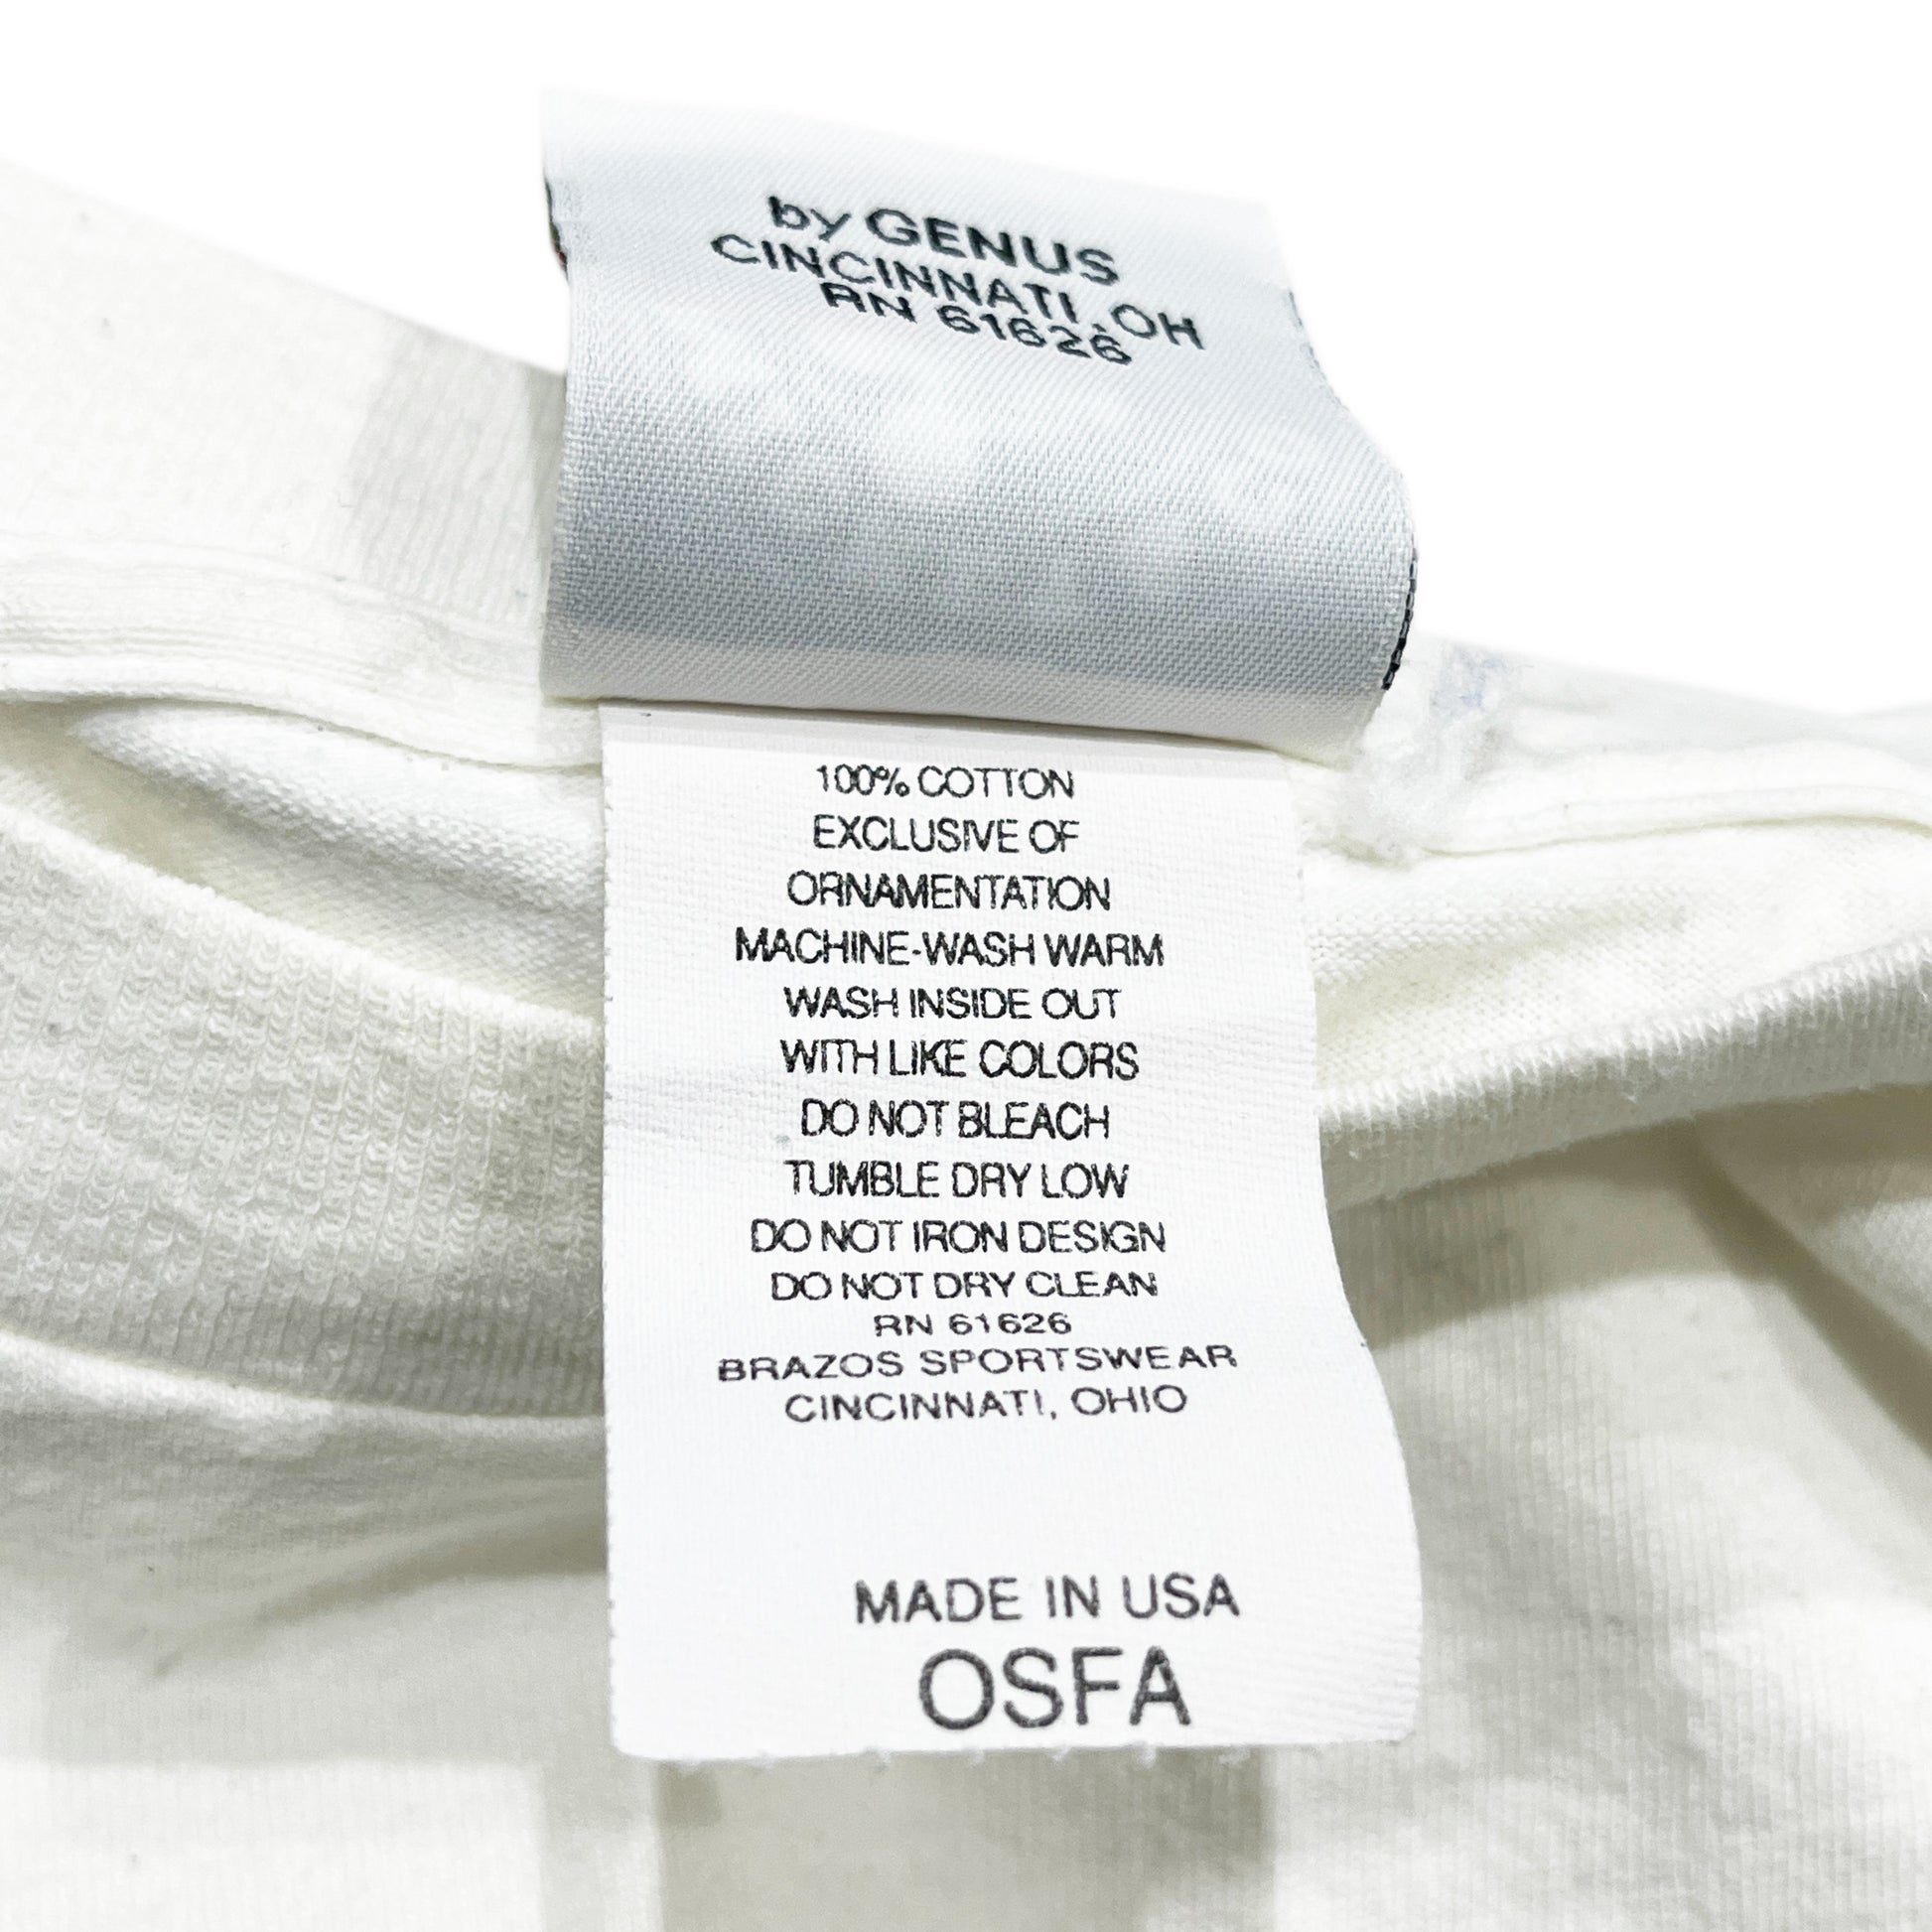 by GENUS
CINCINNATI, OH
RN 61626
100% COTTON
EXCLUSIVE OF
ORNAMENTATION
MACHINE-WASH WARM
WASH INSIDE OUT
WITH LIKE COLORS
DO NOT BLEACH
TUMBLE DRY LOW
DO NOT IRON DESIGN
DO NOT DRY CLEAN
RN 61626
BRAZOS SPORTSWEAR
CINCINNATI, OHIO
MADE IN USA
OSFA